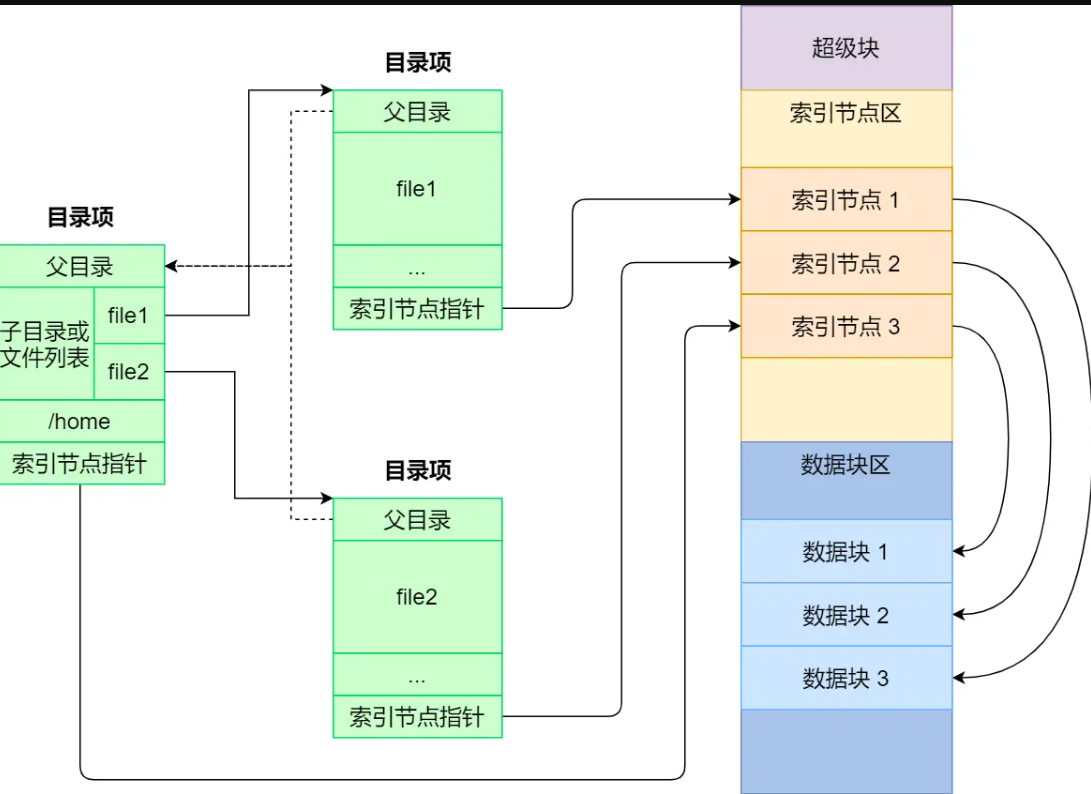 目录项
父目录
子目录或
文件列表
file1
file2
/home
索引节点指针
目录项
父目录
file1
...
索引节点指针
目录项
父目录
file2
...
索引节点指针
超级块
索引节点区
索引节点 1
索引节点 2
索引节点 3
数据块区
数据块 1
数据块 2
数据块 3